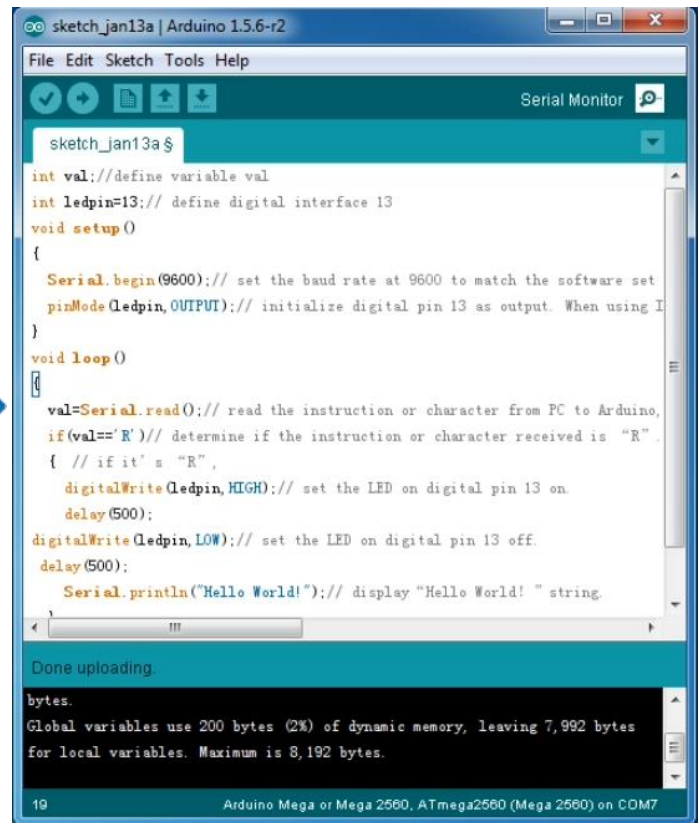 sketch_jan13a | Arduino 1.5.6-r2
File Edit Sketch Tools Help
Serial Monitor
sketch_jan13a §
int val;//define variable val
int ledpin=13;// define digital interface 13
void setup()
{
Serial.begin(9600);// set the baud rate at 9600 to match the software set
pinMode(ledpin,OUTPUT);// initialize digital pin 13 as output. When using I
}
void loop()
{
val=Serial.read();// read the instruction or character from PC to Arduino,
if(val=='R')// determine if the instruction or character received is “R”.
{ // if it’s “R”,
digitalWrite(ledpin,HIGH);// set the LED on digital pin 13 on.
delay(500);
digitalWrite(ledpin,LOW);// set the LED on digital pin 13 off.
delay(500);
Serial.println("Hello World!");// display “Hello World! ” string.
}
Done uploading.
bytes.
Global variables use 200 bytes (2%) of dynamic memory, leaving 7,992 bytes
for local variables. Maximum is 8,192 bytes.
19 Arduino Mega or Mega 2560, ATmega2560 (Mega 2560) on COM7